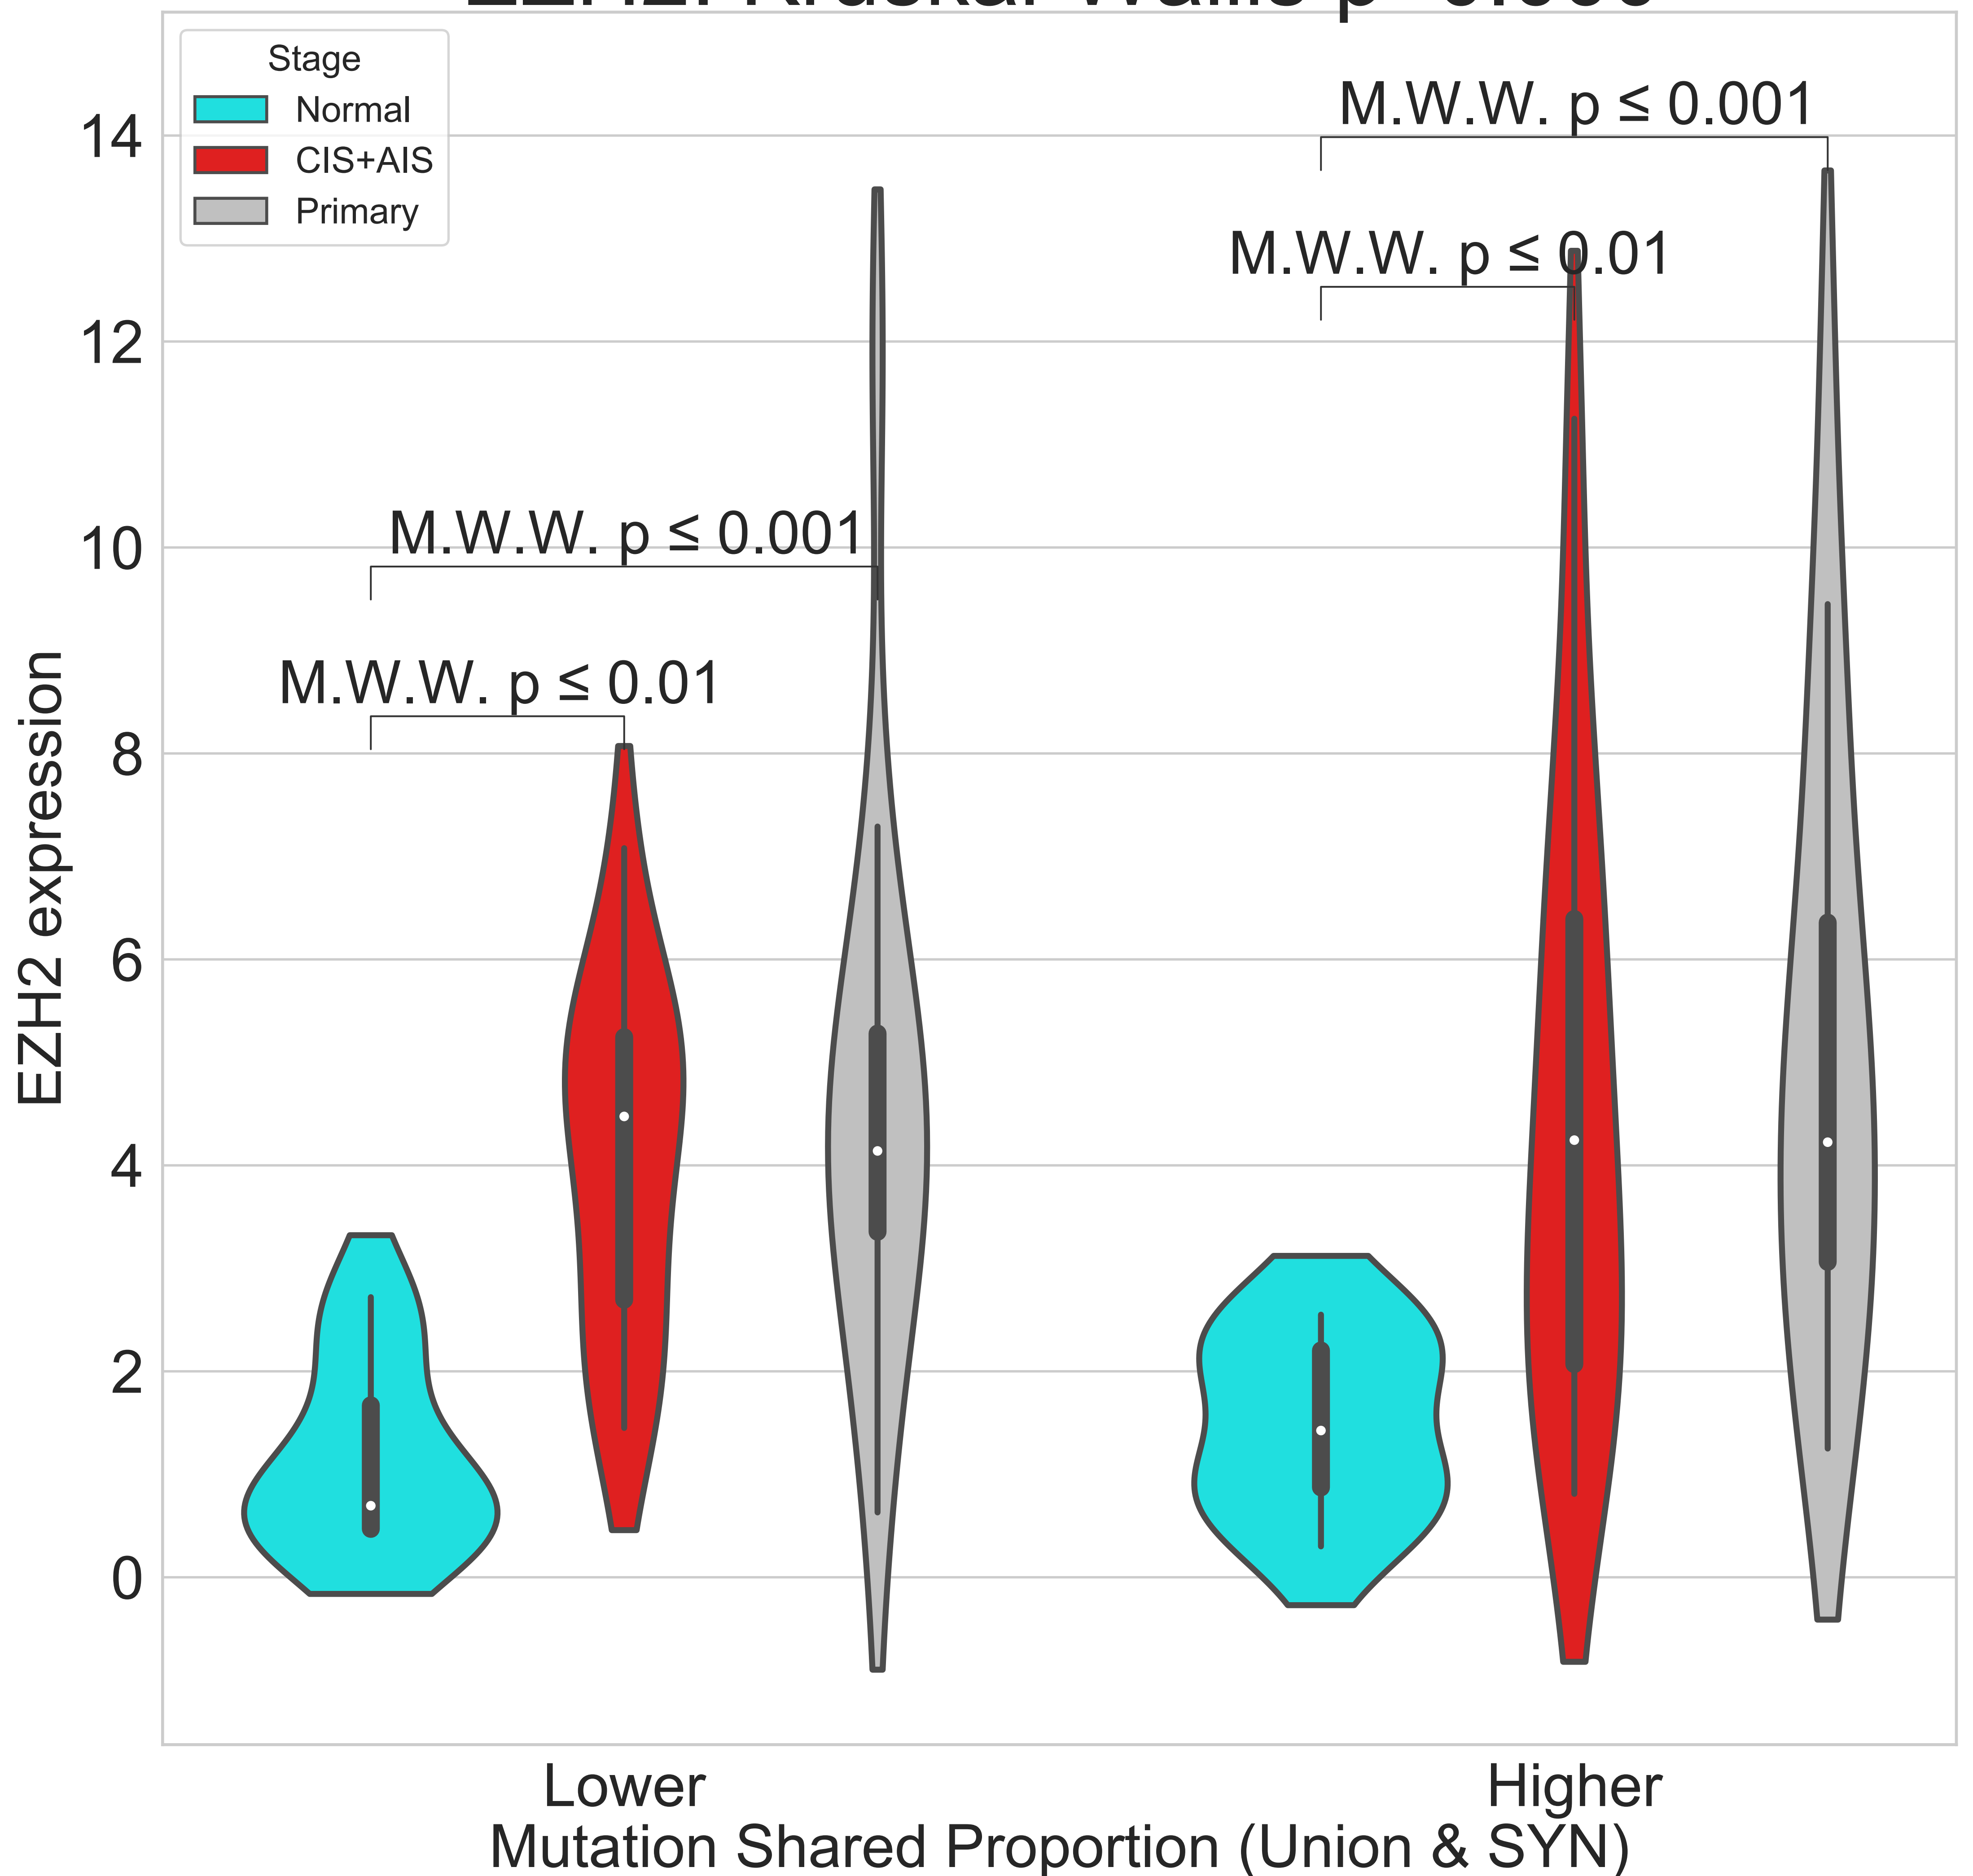 Stage
Normal
CIS+AIS
Primary
M.W.W. p ≤ 0.001
M.W.W. p ≤ 0.01
M.W.W. p ≤ 0.001
M.W.W. p ≤ 0.01
14
12
10
8
6
4
2
0
EZH2 expression
Lower
Higher
Mutation Shared Proportion (Union & SYN)